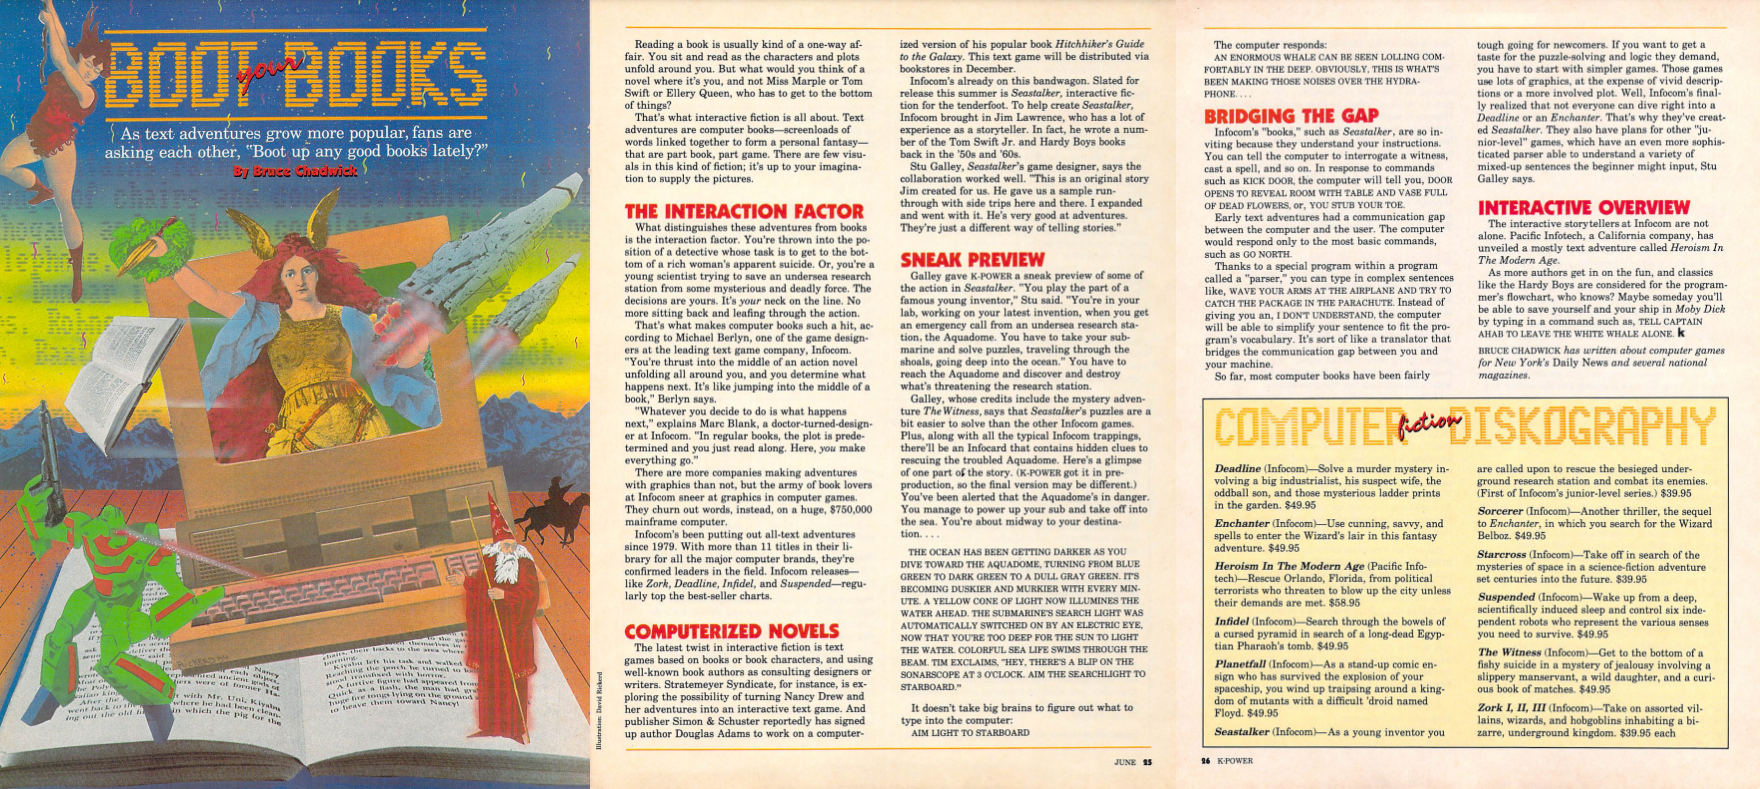 BOOT your BOOKS
As text adventures grow more popular, fans are
asking each other, "Boot up any good books lately?"
By Bruce Chadwick
Illustration: David Rickerd
Reading a book is usually kind of a one-way af-
fair. You sit and read as the characters and plots
unfold around you. But what would you think of a
novel where it's you, and not Miss Marple or Tom
Swift or Ellery Queen, who has to get to the bottom
of things?
That's what interactive fiction is all about. Text
adventures are computer books—screenloads of
words linked together to form a personal fantasy—
that are part book, part game. There are few visu-
als in this kind of fiction; it's up to your imagina-
tion to supply the pictures.
THE INTERACTION FACTOR
What distinguishes these adventures from books
is the interaction factor. You're thrown into the po-
sition of a detective whose task is to get to the bot-
tom of a rich woman's apparent suicide. Or, you're a
young scientist trying to save an undersea research
station from some mysterious and deadly force. The
decisions are yours. It's your neck on the line. No
more sitting back and leafing through the action.
That's what makes computer books such a hit, ac-
cording to Michael Berlyn, one of the game design-
ers at the leading text game company, Infocom.
"You're thrust into the middle of an action novel
unfolding all around you, and you determine what
happens next. It's like jumping into the middle of a
book," Berlyn says.
"Whatever you decide to do is what happens
next," explains Marc Blank, a doctor-turned-design-
er at Infocom. "In regular books, the plot is prede-
termined and you just read along. Here, you make
everything go."
There are more companies making adventures
with graphics than not, but the army of book lovers
at Infocom sneer at graphics in computer games.
They churn out words, instead, on a huge, $750,000
mainframe computer.
Infocom's been putting out all-text adventures
since 1979. With more than 11 titles in their li-
brary for all the major computer brands, they're
confirmed leaders in the field. Infocom releases—
like Zork, Deadline, Infidel, and Suspended—regu-
larly top the best-seller charts.
COMPUTERIZED NOVELS
The latest twist in interactive fiction is text
games based on books or book characters, and using
well-known book authors as consulting designers or
writers. Stratemeyer Syndicate, for instance, is ex-
ploring the possibility of turning Nancy Drew and
her adventures into an interactive text game. And
publisher Simon & Schuster reportedly has signed
up author Douglas Adams to work on a computer-
ized version of his popular book Hitchhiker's Guide
to the Galaxy. This text game will be distributed via
bookstores in December.
Infocom's already on this bandwagon. Slated for
release this summer is Seastalker, interactive fic-
tion for the tenderfoot. To help create Seastalker,
Infocom brought in Jim Lawrence, who has a lot of
experience as a storyteller. In fact, he wrote a num-
ber of the Tom Swift Jr. and Hardy Boys books
back in the '50s and '60s.
Stu Galley, Seastalker's game designer, says the
collaboration worked well. "This is an original story
Jim created for us. He gave us a sample run-
through with side trips here and there. I expanded
and went with it. He's very good at adventures.
They're just a different way of telling stories."
SNEAK PREVIEW
Galley gave K-POWER a sneak preview of some of
the action in Seastalker. "You play the part of a
famous young inventor," Stu said. "You're in your
lab, working on your latest invention, when you get
an emergency call from an undersea research sta-
tion, the Aquadome. You have to take your sub-
marine and solve puzzles, traveling through the
shoals, going deep into the ocean." You have to
reach the Aquadome and discover and destroy
what's threatening the research station.
Galley, whose credits include the mystery adven-
ture The Witness, says that Seastalker's puzzles are a
bit easier to solve than the other Infocom games.
Plus, along with all the typical Infocom trappings,
there'll be an Infocard that contains hidden clues to
rescuing the troubled Aquadome. Here's a glimpse
of one part of the story. (K-POWER got it in pre-
production, so the final version may be different.)
You've been alerted that the Aquadome's in danger.
You manage to power up your sub and take off into
the sea. You're about midway to your destina-
tion. . . .
THE OCEAN HAS BEEN GETTING DARKER AS YOU
DIVE TOWARD THE AQUADOME, TURNING FROM BLUE
GREEN TO DARK GREEN TO A DULL GRAY GREEN. IT'S
BECOMING DUSKIER AND MURKIER WITH EVERY MIN-
UTE. A YELLOW CONE OF LIGHT NOW ILLUMINES THE
WATER AHEAD. THE SUBMARINE'S SEARCH LIGHT WAS
AUTOMATICALLY SWITCHED ON BY AN ELECTRIC EYE,
NOW THAT YOU'RE TOO DEEP FOR THE SUN TO LIGHT
THE WATER. COLORFUL SEA LIFE SWIMS THROUGH THE
BEAM. TIM EXCLAIMS, "HEY, THERE'S A BLIP ON THE
SONARSCOPE AT 3 O'CLOCK. AIM THE SEARCHLIGHT TO
STARBOARD."
It doesn't take big brains to figure out what to
type into the computer:
AIM LIGHT TO STARBOARD
JUNE 25
The computer responds:
AN ENORMOUS WHALE CAN BE SEEN LOLLING COM-
FORTABLY IN THE DEEP. OBVIOUSLY, THIS IS WHAT'S
BEEN MAKING THOSE NOISES OVER THE HYDRA-
PHONE. . . .
BRIDGING THE GAP
Infocom's "books," such as Seastalker, are so in-
viting because they understand your instructions.
You can tell the computer to interrogate a witness,
cast a spell, and so on. In response to commands
such as KICK DOOR, the computer will tell you, DOOR
OPENS TO REVEAL ROOM WITH TABLE AND VASE FULL
OF DEAD FLOWERS, or, YOU STUB YOUR TOE.
Early text adventures had a communication gap
between the computer and the user. The computer
would respond only to the most basic commands,
such as GO NORTH.
Thanks to a special program within a program
called a "parser," you can type in complex sentences
like, WAVE YOUR ARMS AT THE AIRPLANE AND TRY TO
CATCH THE PACKAGE IN THE PARACHUTE. Instead of
giving you an, I DON'T UNDERSTAND, the computer
will be able to simplify your sentence to fit the pro-
gram's vocabulary. It's sort of like a translator that
bridges the communication gap between you and
your machine.
So far, most computer books have been fairly
tough going for newcomers. If you want to get a
taste for the puzzle-solving and logic they demand,
you have to start with simpler games. Those games
use lots of graphics, at the expense of vivid descrip-
tions or a more involved plot. Well, Infocom's final-
ly realized that not everyone can dive right into a
Deadline or an Enchanter. That's why they've creat-
ed Seastalker. They also have plans for other "ju-
nior-level" games, which have an even more sophis-
ticated parser able to understand a variety of
mixed-up sentences the beginner might input, Stu
Galley says.
INTERACTIVE OVERVIEW
The interactive storytellers at Infocom are not
alone. Pacific Infotech, a California company, has
unveiled a mostly text adventure called Heroism In
The Modern Age.
As more authors get in on the fun, and classics
like the Hardy Boys are considered for the program-
mer's flowchart, who knows? Maybe someday you'll
be able to save yourself and your ship in Moby Dick
by typing in a command such as, TELL CAPTAIN
AHAB TO LEAVE THE WHITE WHALE ALONE. k
BRUCE CHADWICK has written about computer games
for New York's Daily News and several national
magazines.
COMPUTER fiction DISKOGRAPHY
Deadline (Infocom)—Solve a murder mystery in-
volving a big industrialist, his suspect wife, the
oddball son, and those mysterious ladder prints
in the garden. $49.95
Enchanter (Infocom)—Use cunning, savvy, and
spells to enter the Wizard's lair in this fantasy
adventure. $49.95
Heroism In The Modern Age (Pacific Info-
tech)—Rescue Orlando, Florida, from political
terrorists who threaten to blow up the city unless
their demands are met. $58.95
Infidel (Infocom)—Search through the bowels of
a cursed pyramid in search of a long-dead Egyp-
tian Pharaoh's tomb. $49.95
Planetfall (Infocom)—As a stand-up comic en-
sign who has survived the explosion of your
spaceship, you wind up traipsing around a king-
dom of mutants with a difficult 'droid named
Floyd. $49.95
Seastalker (Infocom)—As a young inventor you
are called upon to rescue the besieged under-
ground research station and combat its enemies.
(First of Infocom's junior-level series.) $39.95
Sorcerer (Infocom)—Another thriller, the sequel
to Enchanter, in which you search for the Wizard
Belboz. $49.95
Starcross (Infocom)—Take off in search of the
mysteries of space in a science-fiction adventure
set centuries into the future. $39.95
Suspended (Infocom)—Wake up from a deep,
scientifically induced sleep and control six inde-
pendent robots who represent the various senses
you need to survive. $49.95
The Witness (Infocom)—Get to the bottom of a
fishy suicide in a mystery of jealousy involving a
slippery manservant, a wild daughter, and a curi-
ous book of matches. $49.95
Zork I, II, III (Infocom)—Take on assorted vil-
lains, wizards, and hobgoblins inhabiting a bi-
zarre, underground kingdom. $39.95 each
26 K-POWER